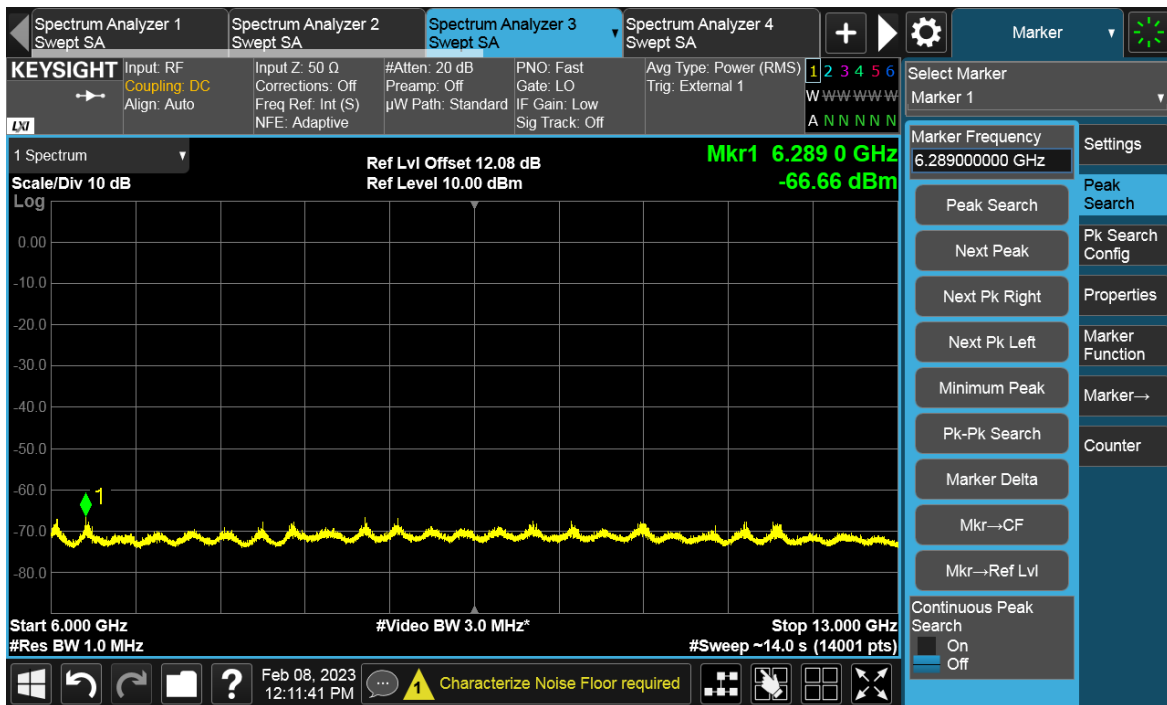 Spectrum Analyzer 1
Swept SA
Spectrum Analyzer 2
Swept SA
Spectrum Analyzer 3
Swept SA
Spectrum Analyzer 4
Swept SA
Marker
KEYSIGHT
LXI
Input: RF
Coupling: DC
Align: Auto
Input Z: 50 Ω
Corrections: Off
Freq Ref: Int (S)
NFE: Adaptive
#Atten: 20 dB
Preamp: Off
µW Path: Standard
PNO: Fast
Gate: LO
IF Gain: Low
Sig Track: Off
Avg Type: Power (RMS)
Trig: External 1
1 2 3 4 5 6
W W W W W W
A N N N N N
1 Spectrum
Scale/Div 10 dB
Log
Ref Lvl Offset 12.08 dB
Ref Level 10.00 dBm
Mkr1 6.289 0 GHz
-66.66 dBm
0.00
-10.0
-20.0
-30.0
-40.0
-50.0
-60.0
-70.0
-80.0
1
Start 6.000 GHz
#Res BW 1.0 MHz
#Video BW 3.0 MHz*
Stop 13.000 GHz
#Sweep ~14.0 s (14001 pts)
Select Marker
Marker 1
Marker Frequency
6.289000000 GHz
Peak Search
Next Peak
Next Pk Right
Next Pk Left
Minimum Peak
Pk-Pk Search
Marker Delta
Mkr→CF
Mkr→Ref Lvl
Continuous Peak
Search
On
Off
Settings
Peak
Search
Pk Search
Config
Properties
Marker
Function
Marker→
Counter
?
Feb 08, 2023
12:11:41 PM
1
Characterize Noise Floor required